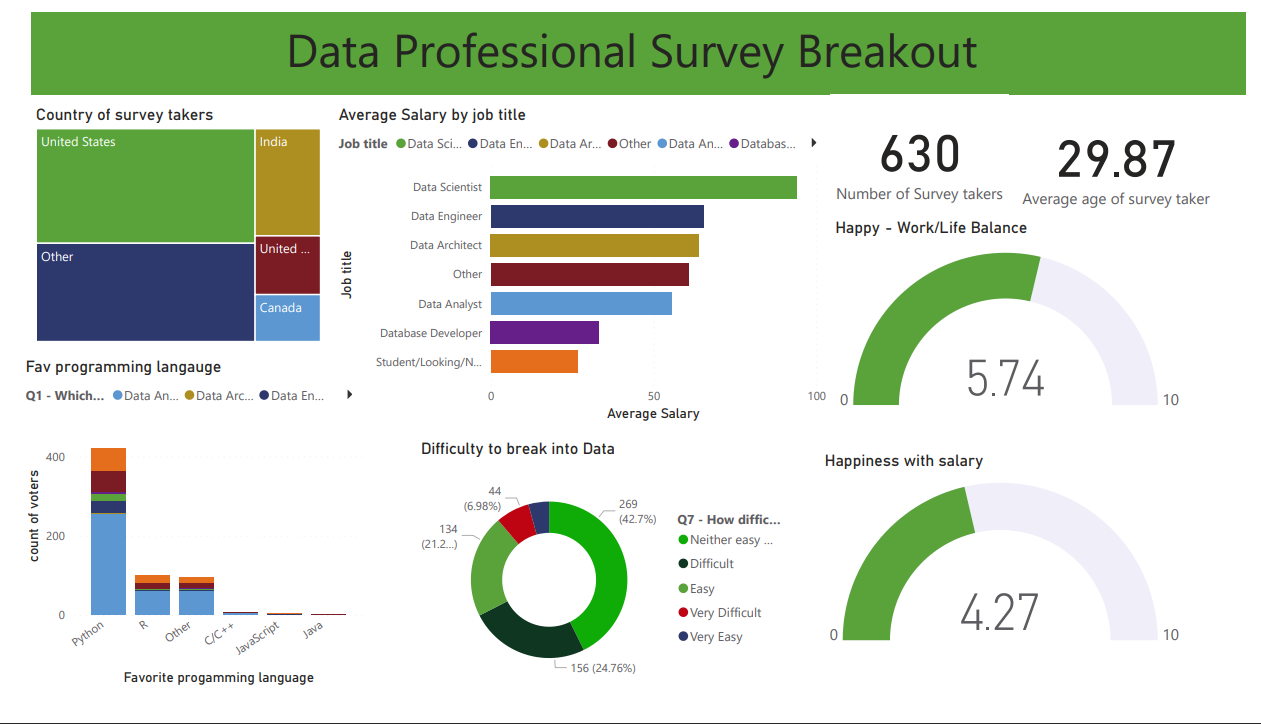 Data Professional Survey Breakout
Country of survey takers
United States
India
Other
United ...
Canada
Average Salary by job title
Job title Data Sci... Data En... Data Ar... Other Data An... Databas...
Job title
Data Scientist
Data Engineer
Data Architect
Other
Data Analyst
Database Developer
Student/Looking/N...
0 50 100
Average Salary
630
Number of Survey takers
29.87
Average age of survey taker
Happy - Work/Life Balance
5.74
0 10
Fav programming langauge
Q1 - Which... Data An... Data Arc... Data En...
count of voters
400
200
0
Python R Other C/C++ JavaScript Java
Favorite progamming language
Difficulty to break into Data
44
(6.98%)
269
(42.7%)
134
(21.2...)
156 (24.76%)
Q7 - How diffic...
Neither easy ...
Difficult
Easy
Very Difficult
Very Easy
Happiness with salary
4.27
0 10